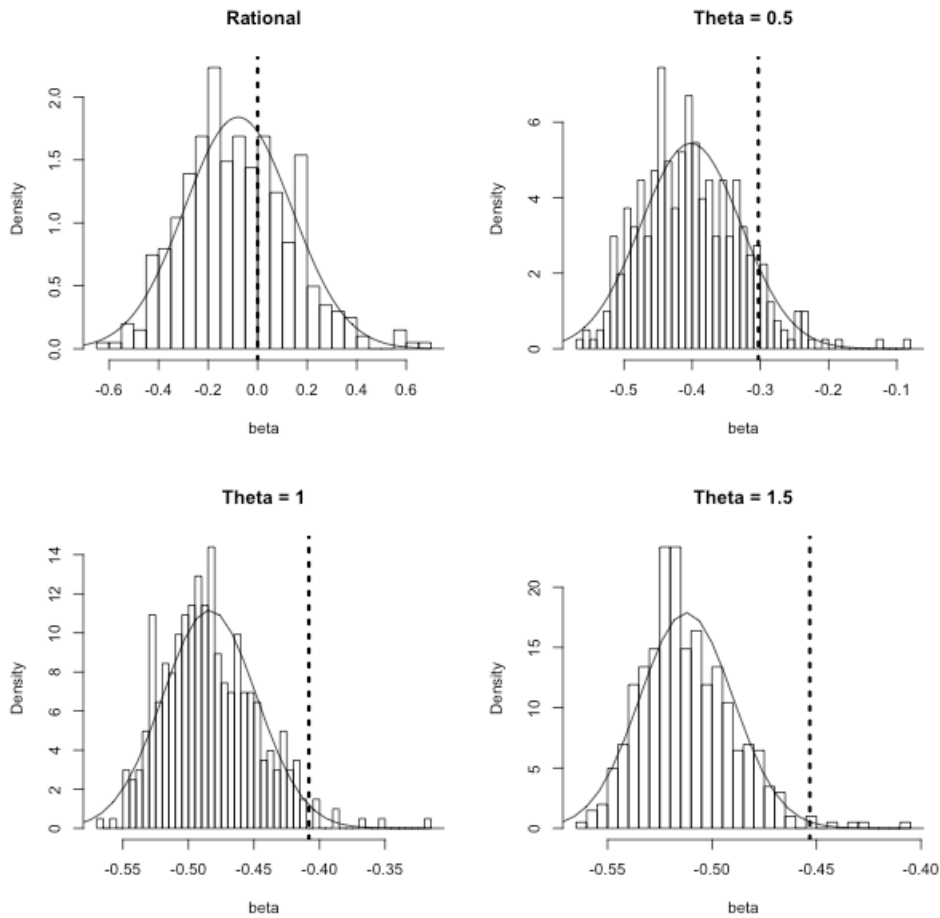 Rational
Density
0.0 0.5 1.0 1.5 2.0
-0.6 -0.4 -0.2 0.0 0.2 0.4 0.6
beta
Theta = 0.5
Density
0 2 4 6
-0.5 -0.4 -0.3 -0.2 -0.1
beta
Theta = 1
Density
0 2 4 6 8 10 12 14
-0.55 -0.50 -0.45 -0.40 -0.35
beta
Theta = 1.5
Density
0 5 10 15 20
-0.55 -0.50 -0.45 -0.40
beta